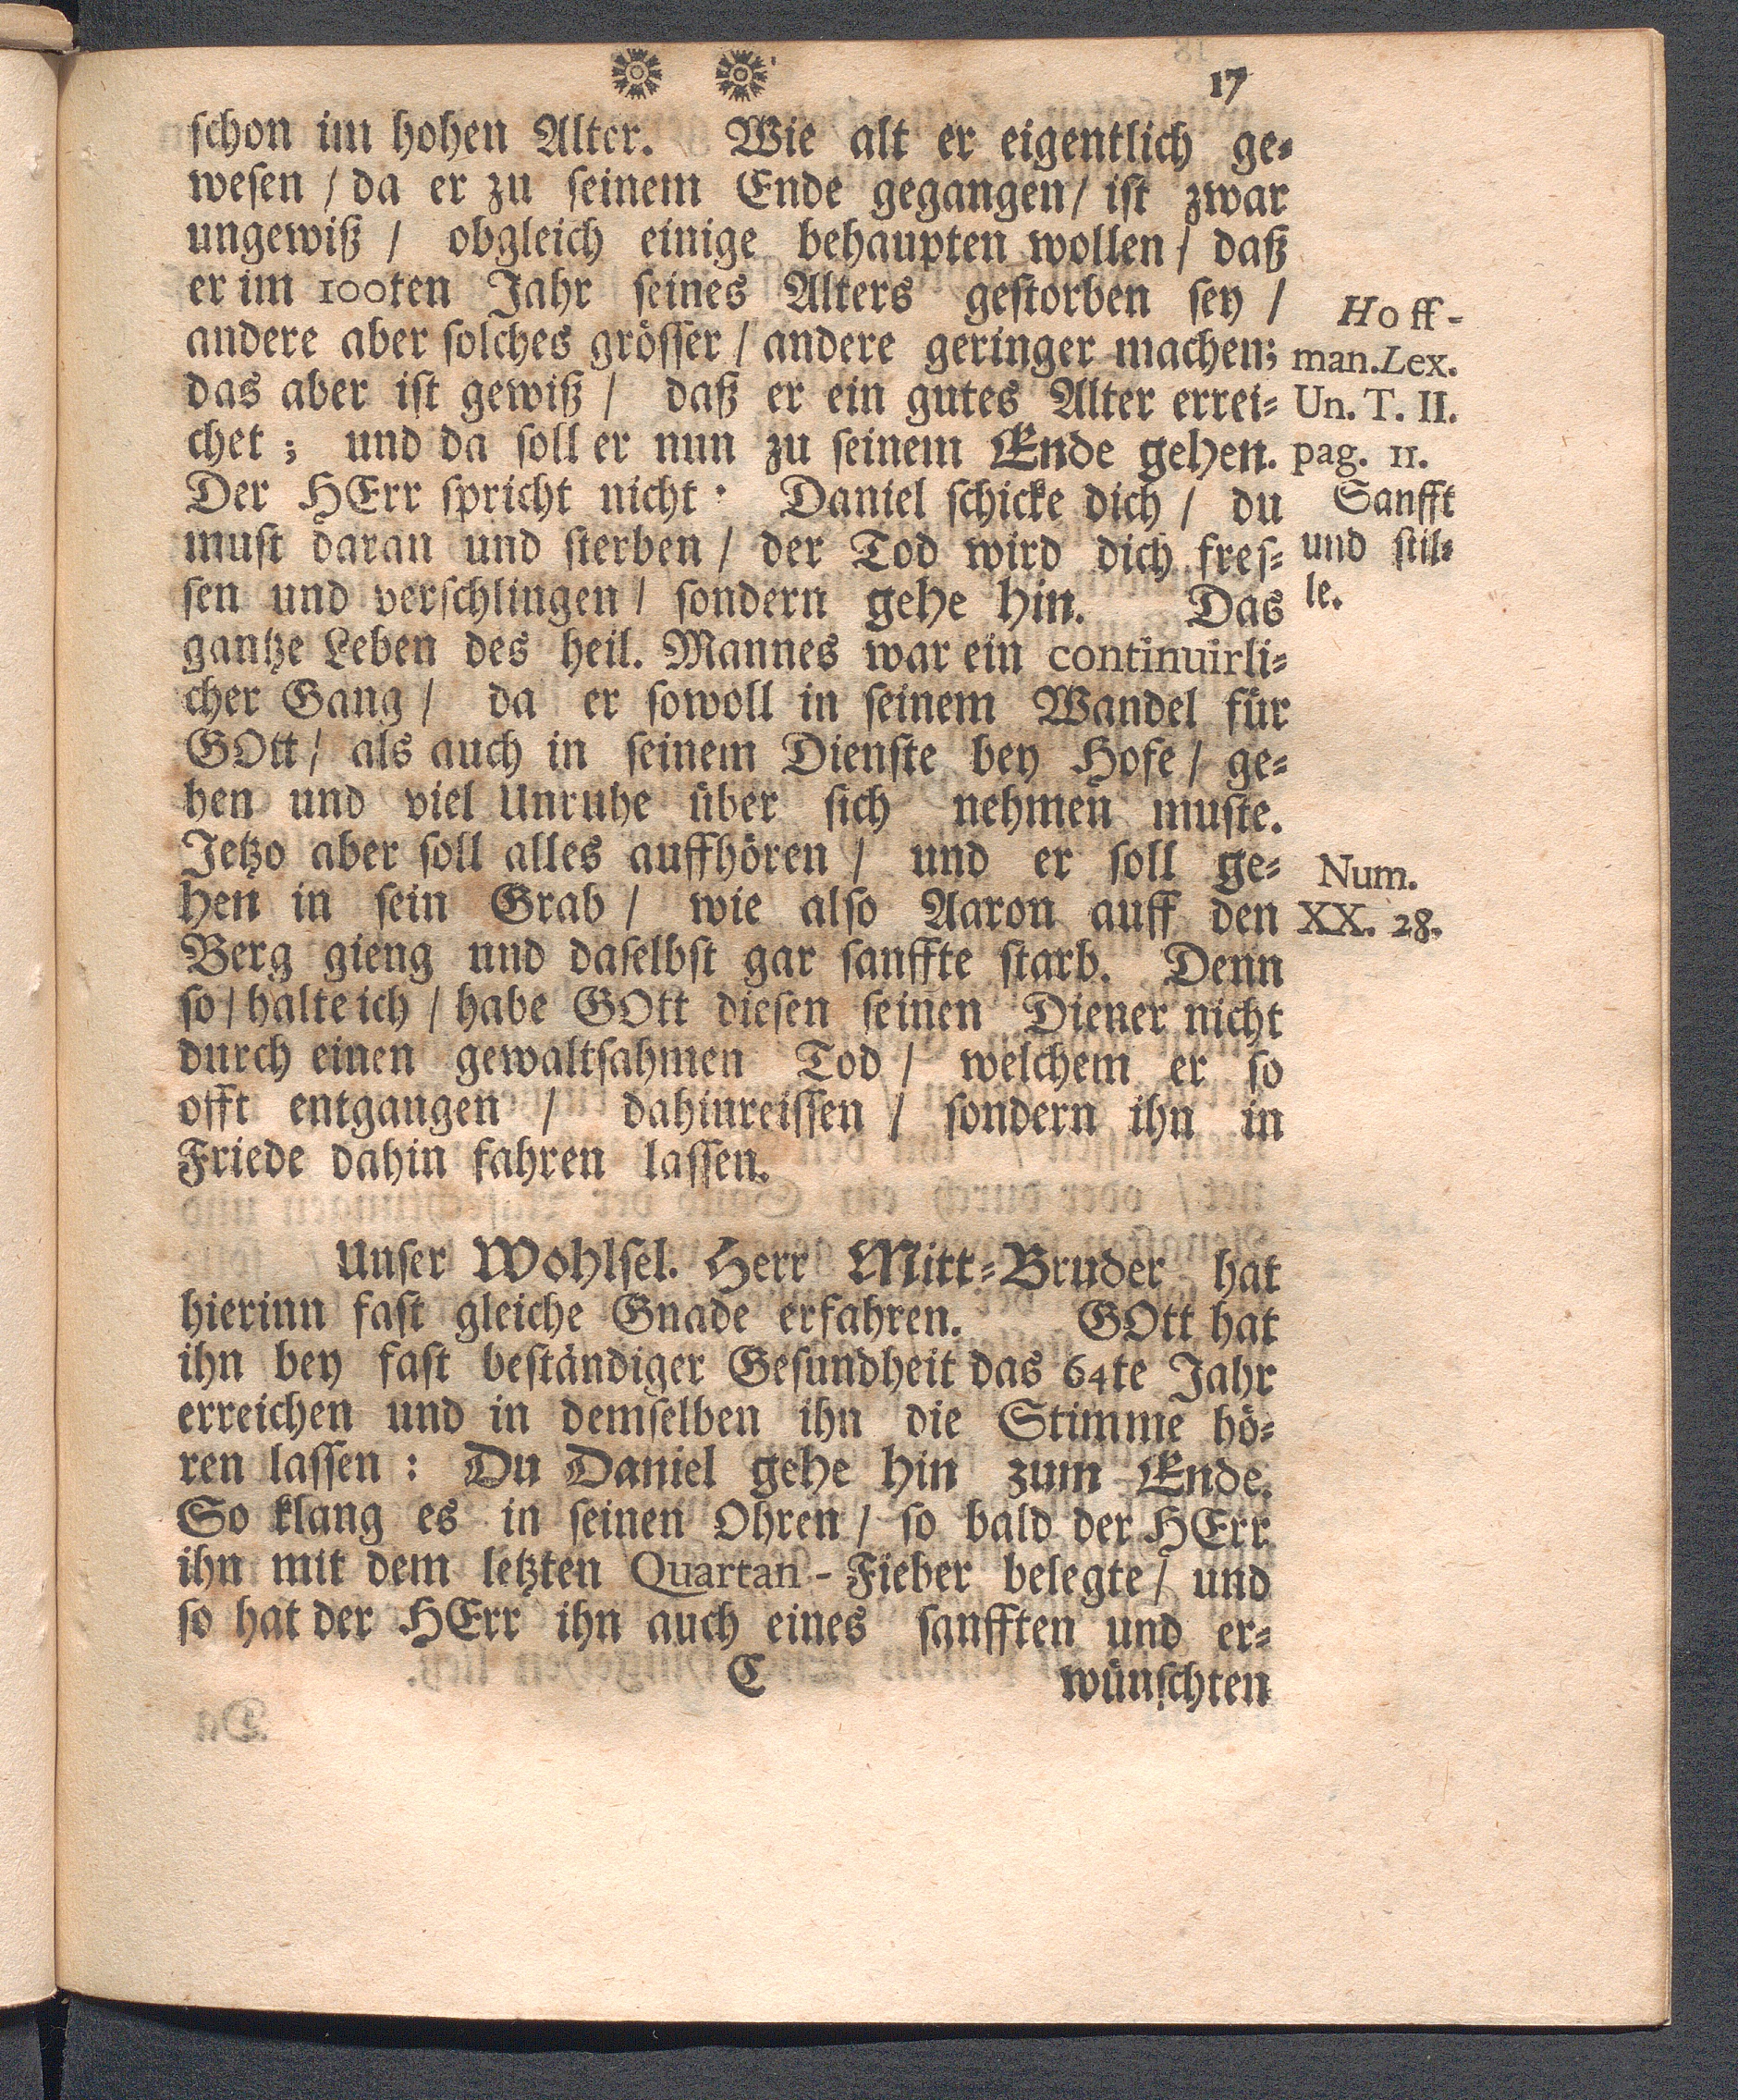 17
schon im hohen Alter. Wie alt er eigentlich ge-
wesen / da er zu seinem Ende gegangen / ist zwar
ungewiß / obgleich einige behaupten wollen / daß
er im 100ten Jahr seines Alters gestorben sey /
andere aber solches grösser / andere geringer machen;
das aber ist gewiß / daß er ein gutes Alter errei-
chet; und da soll er nun zu seinem Ende gehen.
Hoff-
man. Lex.
Un. T. II.
pag. 11.
Der HErr spricht nicht: Daniel schicke dich / du
must daran und sterben / der Tod wird dich fres-
sen und verschlingen / sondern gehe hin. Das
Sanfft
und stil-
le.
gantze Leben des heil. Mannes war ein continuirli-
cher Gang / da er sowoll in seinem Wandel für
GOtt / als auch in seinem Dienste bey Hofe / ge-
hen und viel Unruhe über sich nehmen muste.
Jetzo aber soll alles auffhören / und er soll ge-
hen in sein Grab / wie also Aaron auff den
Num.
XX. 28.
Berg gieng und daselbst gar sanffte starb. Denn
so / halte ich / habe GOtt diesen seinen Diener nicht
durch einen gewaltsahmen Tod / welchem er so
offt entgangen / dahinreissen / sondern ihn in
Friede dahin fahren lassen.
Unser Wohlsel. Herr Mitt-Bruder hat
hierinn fast gleiche Gnade erfahren. GOtt hat
ihn bey fast beständiger Gesundheit das 64te Jahr
erreichen und in demselben ihn die Stimme hö-
ren lassen: Du Daniel gehe hin zum Ende.
So klang es in seinen Ohren / so bald der HErr
ihn mit dem letzten Quartan-Fieber belegte / und
so hat der HErr ihn auch eines sanfften und er-
C
wünschten